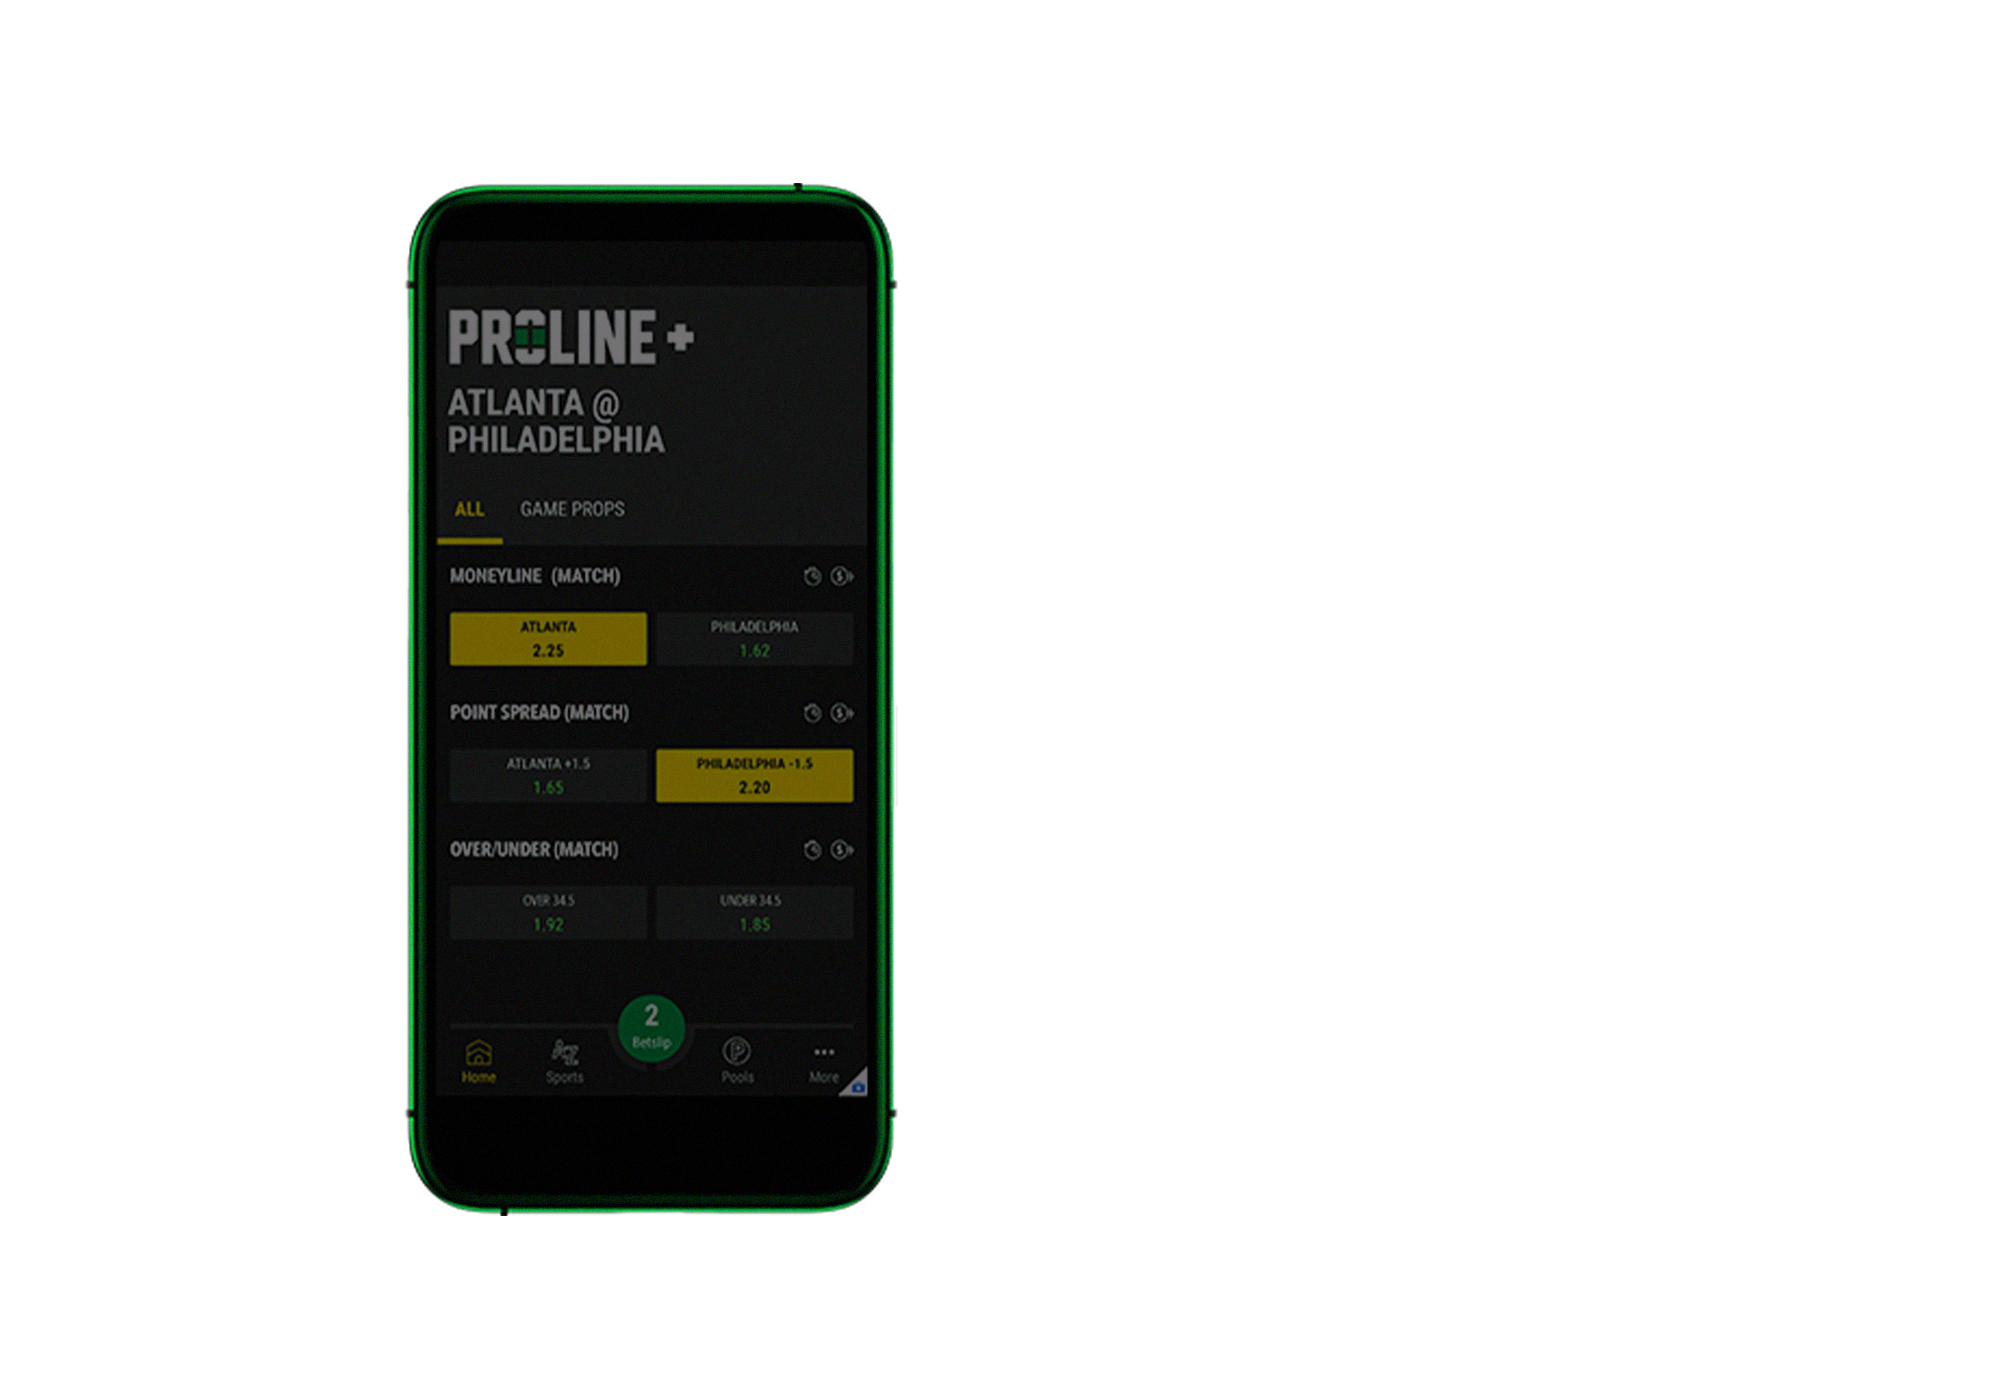 PROLINE +
ATLANTA @
PHILADELPHIA
ALL GAME PROPS
MONEYLINE (MATCH)
ATLANTA PHILADELPHIA
2.25 1.62
POINT SPREAD (MATCH)
ATLANTA +1.5 PHILADELPHIA -1.5
1.65 2.20
OVER/UNDER (MATCH)
OVER 34.5 UNDER 34.5
1.92 1.85
2
Betslip
Home Sports Pools More